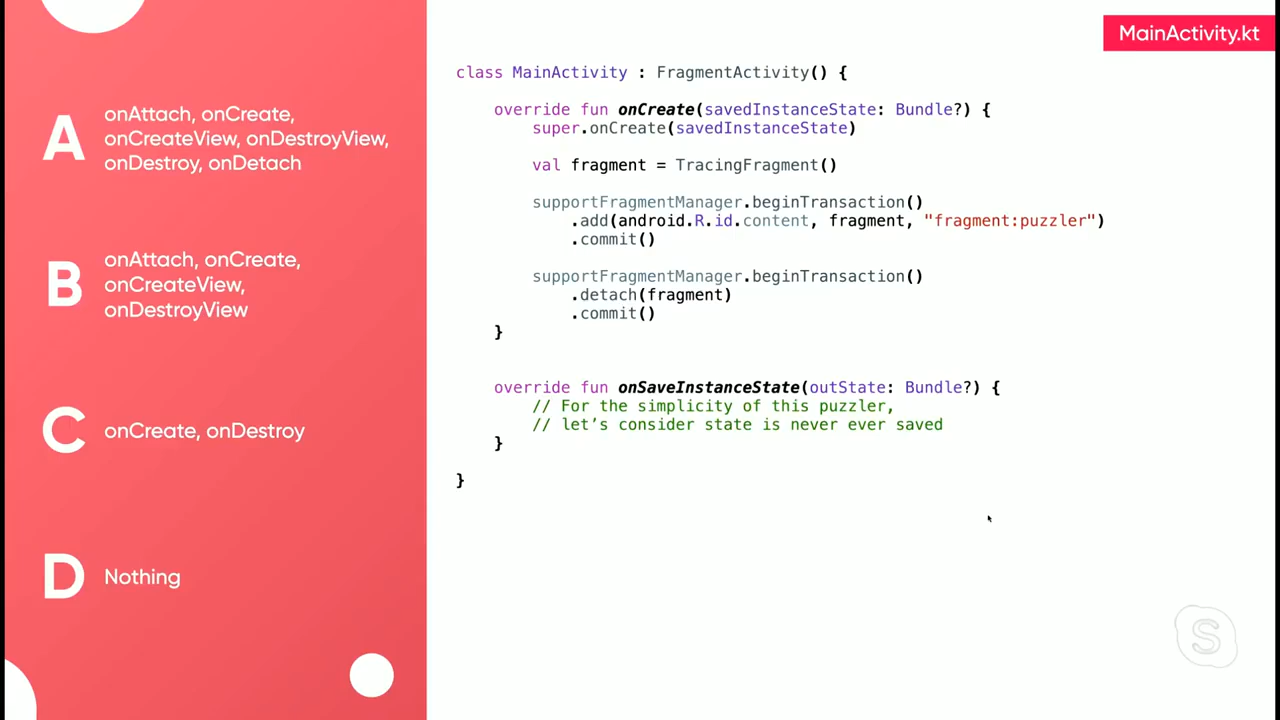 A
onAttach, onCreate,
onCreateView, onDestroyView,
onDestroy, onDetach
B
onAttach, onCreate,
onCreateView,
onDestroyView
C
onCreate, onDestroy
D
Nothing
MainActivity.kt
class MainActivity : FragmentActivity() {
override fun onCreate(savedInstanceState: Bundle?) {
super.onCreate(savedInstanceState)
val fragment = TracingFragment()
supportFragmentManager.beginTransaction()
.add(android.R.id.content, fragment, "fragment:puzzler")
.commit()
supportFragmentManager.beginTransaction()
.detach(fragment)
.commit()
}
override fun onSaveInstanceState(outState: Bundle?) {
// For the simplicity of this puzzler,
// let’s consider state is never ever saved
}
}
S